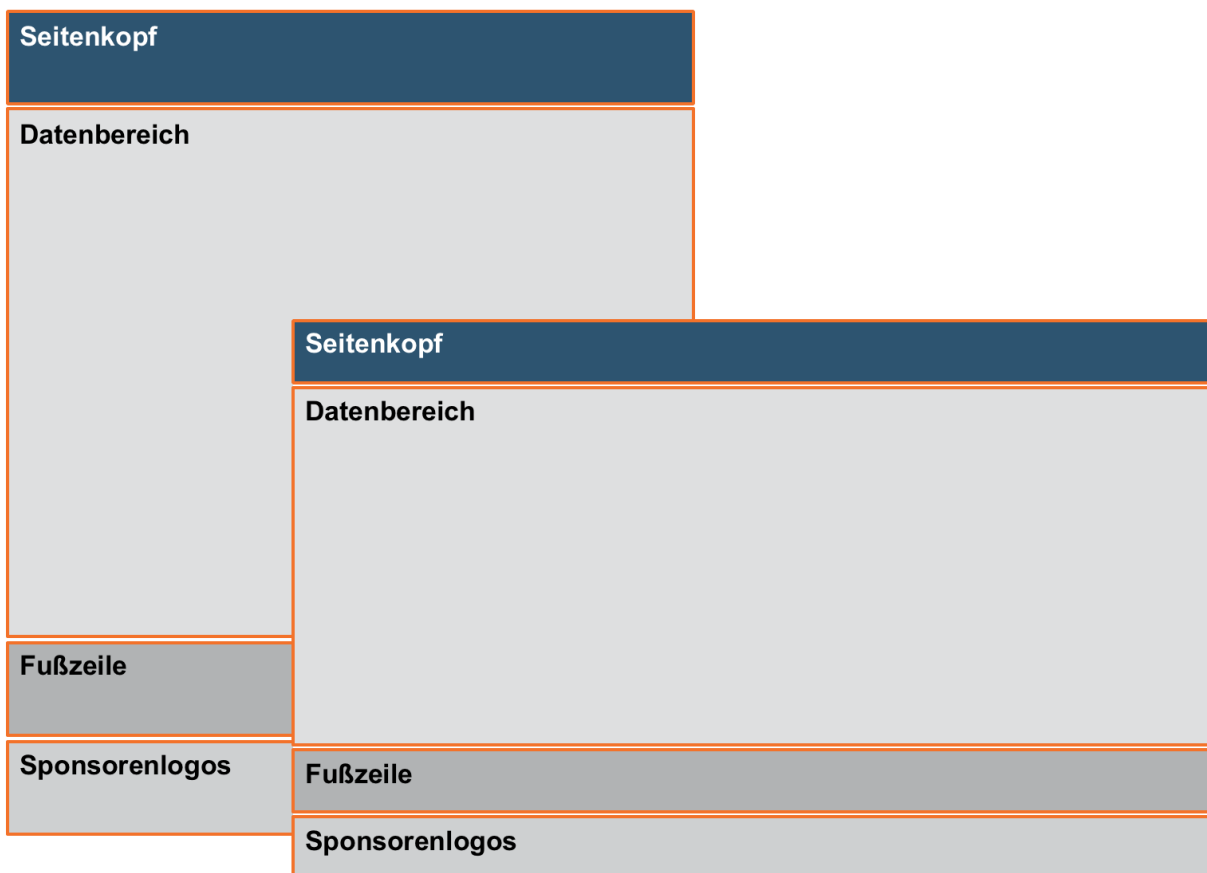 Seitenkopf
Datenbereich
Fußzeile
Sponsorenlogos
Seitenkopf
Datenbereich
Fußzeile
Sponsorenlogos